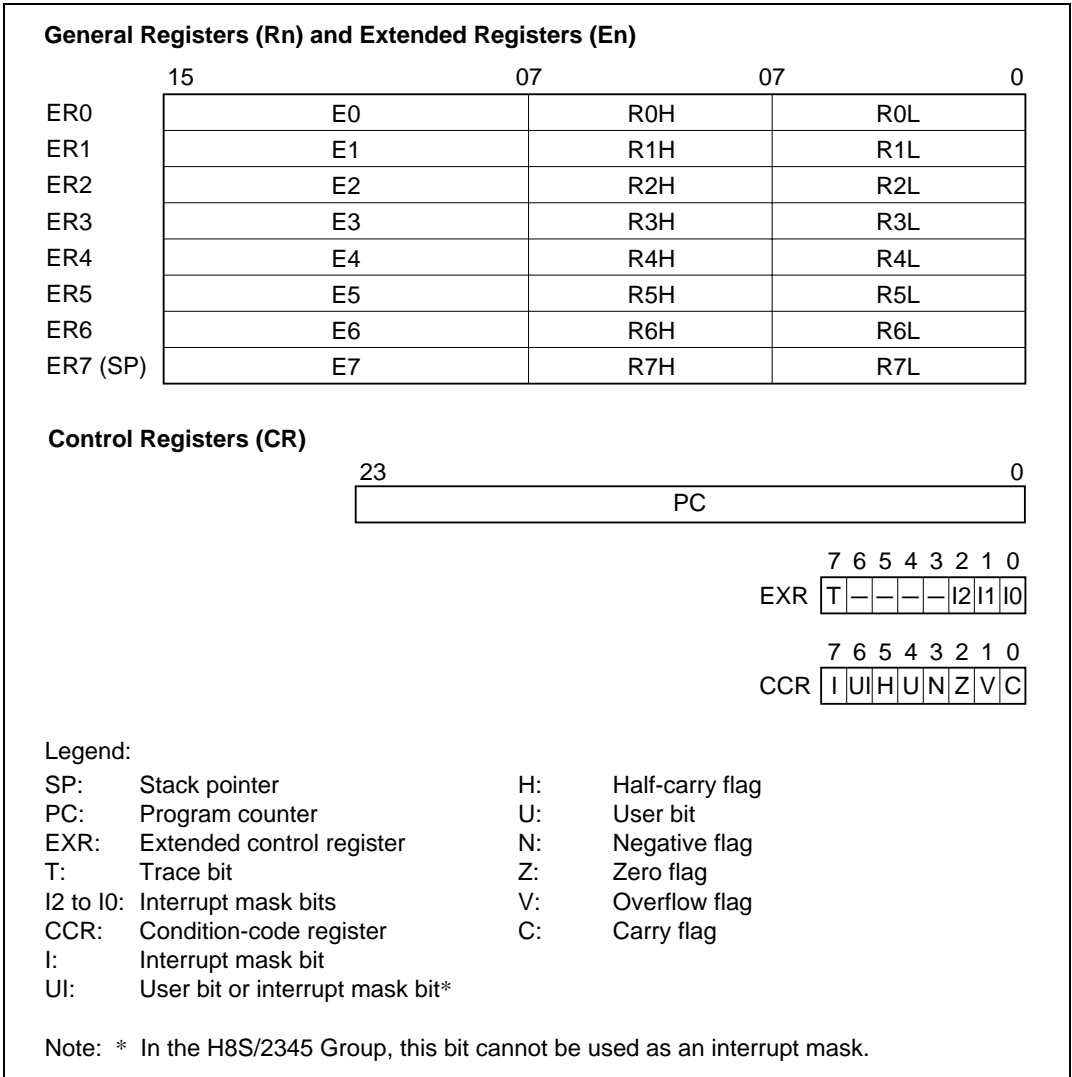 General Registers (Rn) and Extended Registers (En)
15 07 07 0
ER0 E0 R0H R0L
ER1 E1 R1H R1L
ER2 E2 R2H R2L
ER3 E3 R3H R3L
ER4 E4 R4H R4L
ER5 E5 R5H R5L
ER6 E6 R6H R6L
ER7 (SP) E7 R7H R7L
Control Registers (CR)
23 0
PC
7 6 5 4 3 2 1 0
EXR T — — — — I2 I1 I0
7 6 5 4 3 2 1 0
CCR I UI H U N Z V C
Legend:
SP: Stack pointer H: Half-carry flag
PC: Program counter U: User bit
EXR: Extended control register N: Negative flag
T: Trace bit Z: Zero flag
I2 to I0: Interrupt mask bits V: Overflow flag
CCR: Condition-code register C: Carry flag
I: Interrupt mask bit
UI: User bit or interrupt mask bit*
Note: * In the H8S/2345 Group, this bit cannot be used as an interrupt mask.